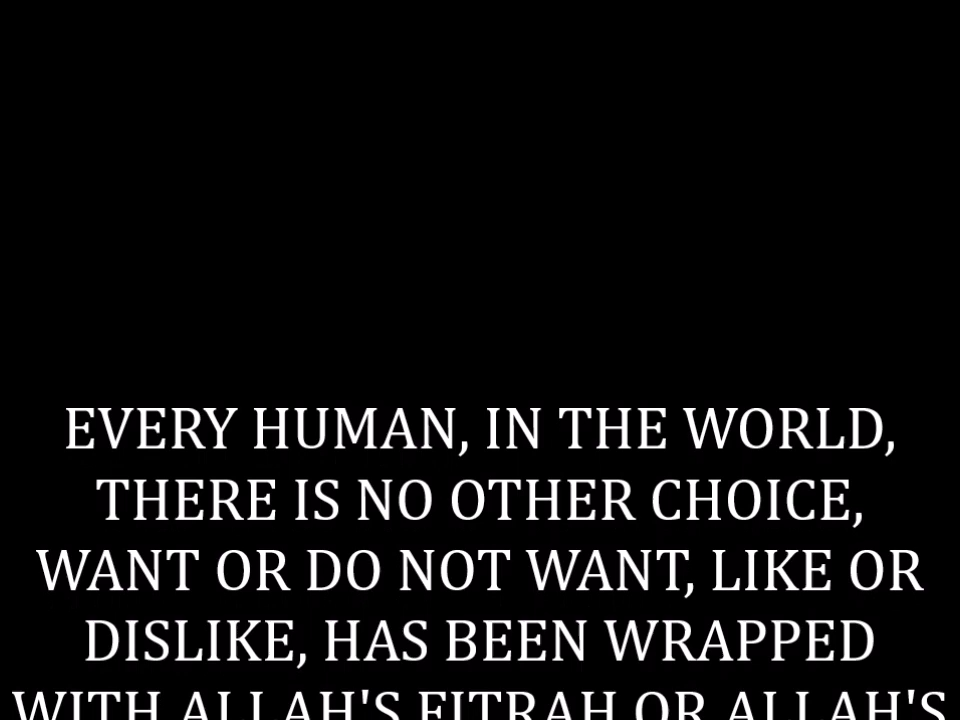 EVERY HUMAN, IN THE WORLD,
THERE IS NO OTHER CHOICE,
WANT OR DO NOT WANT, LIKE OR
DISLIKE, HAS BEEN WRAPPED
WITH ALLAH'S FITRAH OR ALLAH'S